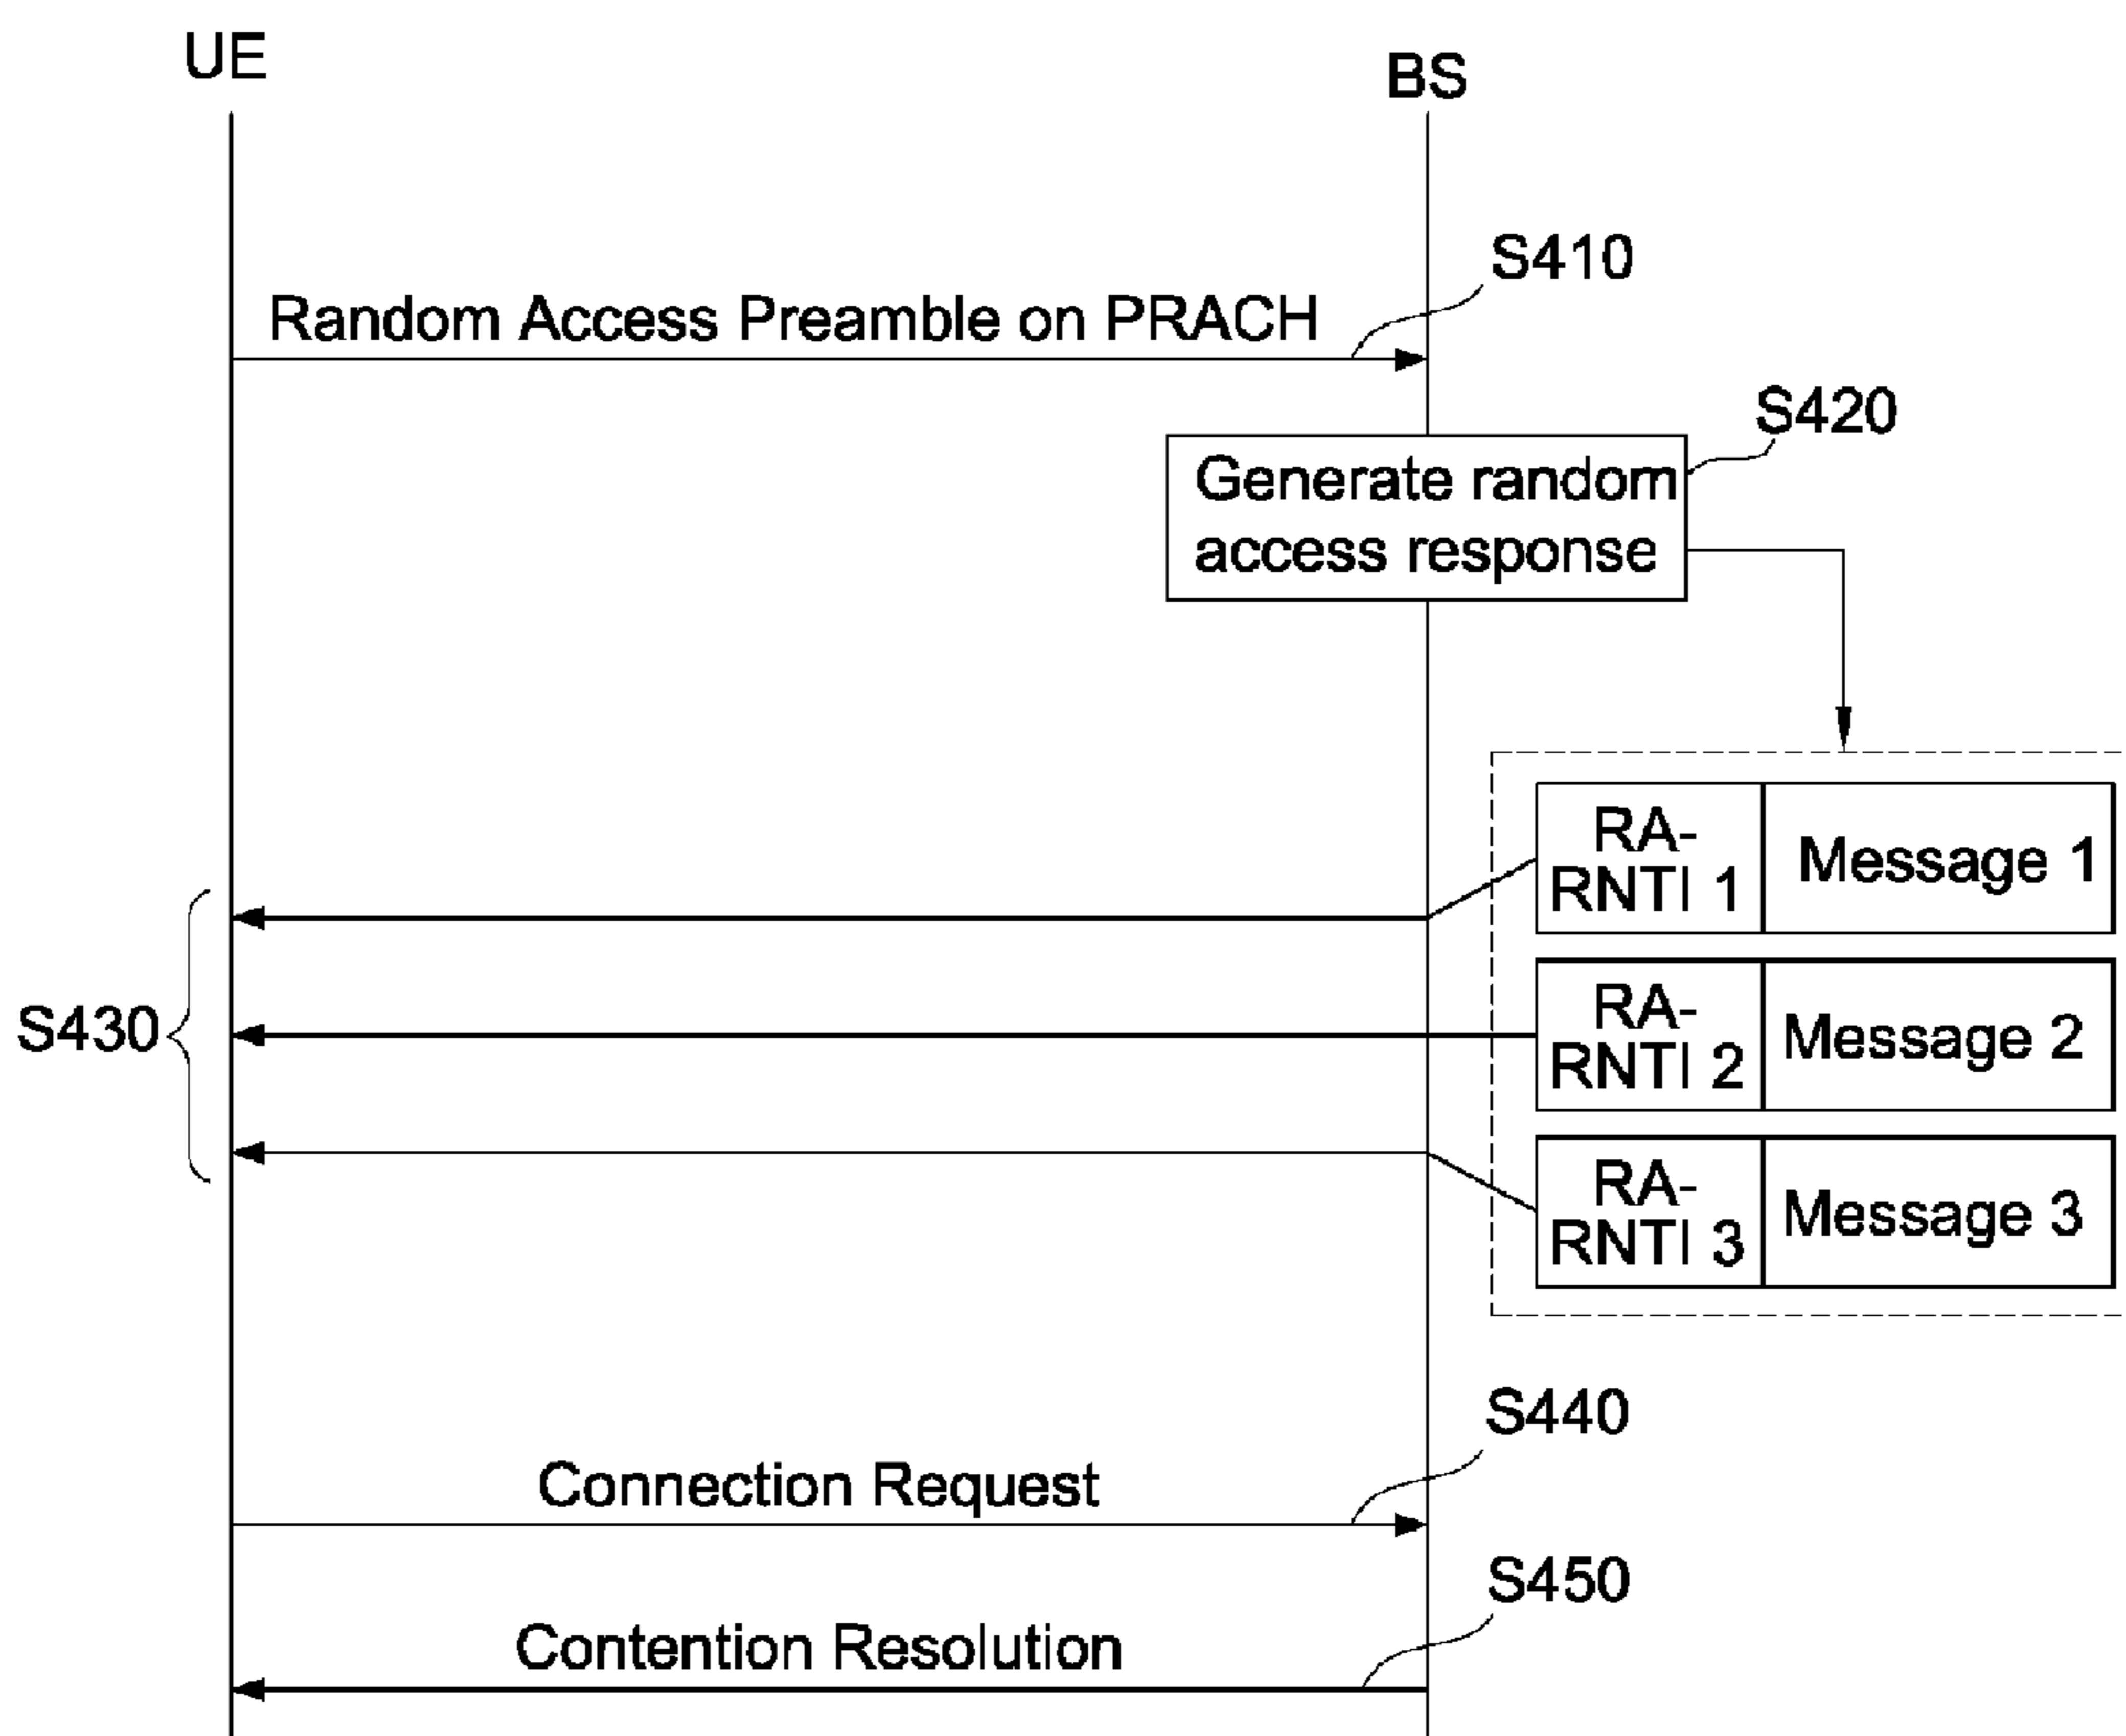 UE
BS
S410
Random Access Preamble on PRACH
S420
Generate random
access response
RA-
RNTI 1
Message 1
S430
RA-
RNTI 2
Message 2
RA-
RNTI 3
Message 3
S440
Connection Request
S450
Contention Resolution